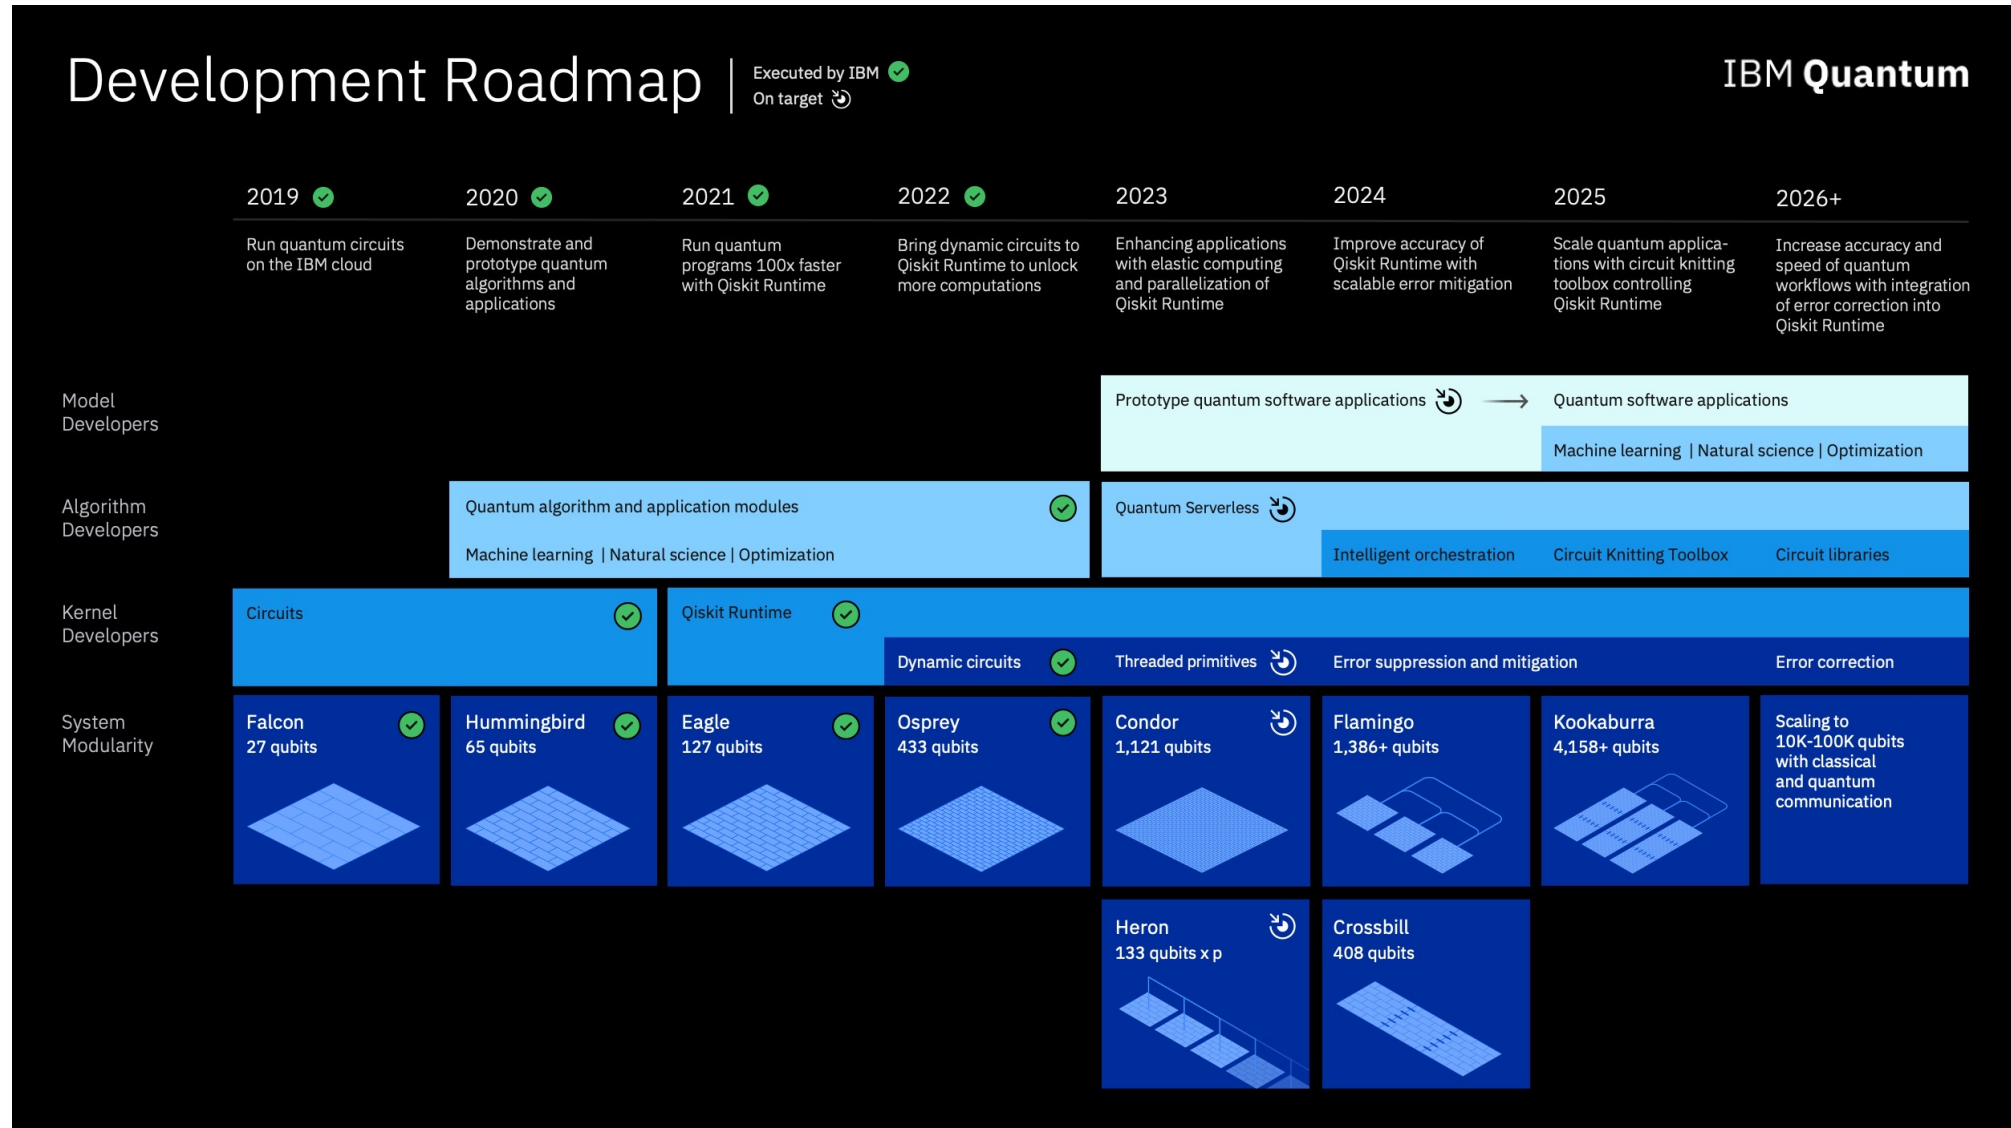 Development Roadmap
Executed by IBM
On target
IBM Quantum
2019
2020
2021
2022
2023
2024
2025
2026+
Run quantum circuits
on the IBM cloud
Demonstrate and
prototype quantum
algorithms and
applications
Run quantum
programs 100x faster
with Qiskit Runtime
Bring dynamic circuits to
Qiskit Runtime to unlock
more computations
Enhancing applications
with elastic computing
and parallelization of
Qiskit Runtime
Improve accuracy of
Qiskit Runtime with
scalable error mitigation
Scale quantum applica-
tions with circuit knitting
toolbox controlling
Qiskit Runtime
Increase accuracy and
speed of quantum
workflows with integration
of error correction into
Qiskit Runtime
Model
Developers
Prototype quantum software applications
Quantum software applications
Machine learning | Natural science | Optimization
Algorithm
Developers
Quantum algorithm and application modules
Machine learning | Natural science | Optimization
Quantum Serverless
Intelligent orchestration
Circuit Knitting Toolbox
Circuit libraries
Kernel
Developers
Circuits
Qiskit Runtime
Dynamic circuits
Threaded primitives
Error suppression and mitigation
Error correction
System
Modularity
Falcon
27 qubits
Hummingbird
65 qubits
Eagle
127 qubits
Osprey
433 qubits
Condor
1,121 qubits
Flamingo
1,386+ qubits
Kookaburra
4,158+ qubits
Scaling to
10K-100K qubits
with classical
and quantum
communication
Heron
133 qubits x p
Crossbill
408 qubits